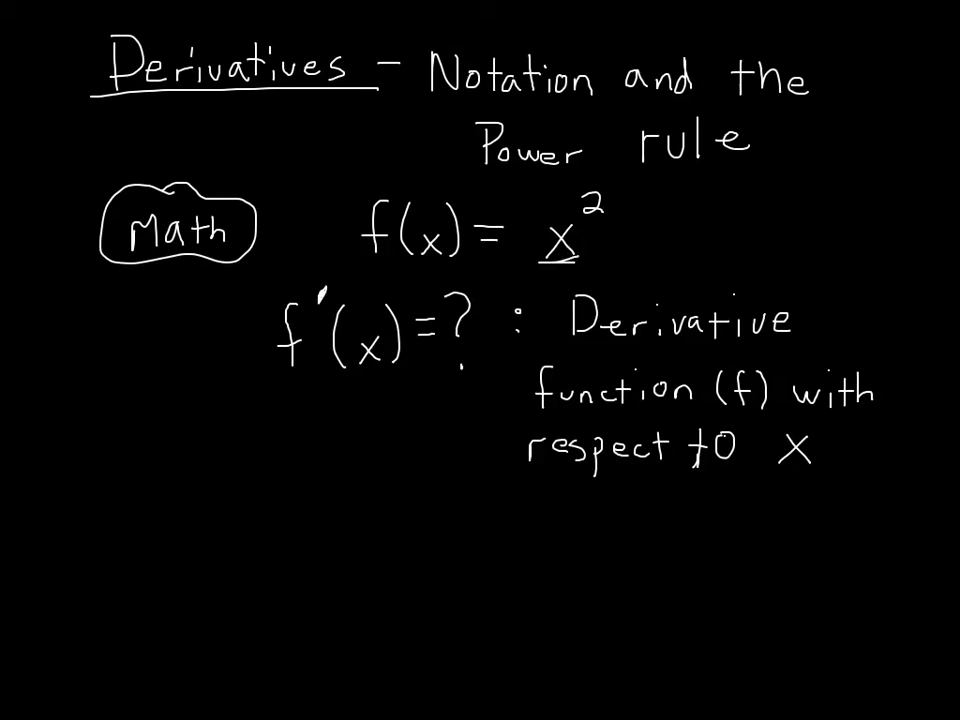 Derivatives - Notation and the
Power rule
Math
f(x) = x²
f'(x) = ? : Derivative
function (f) with
respect to x